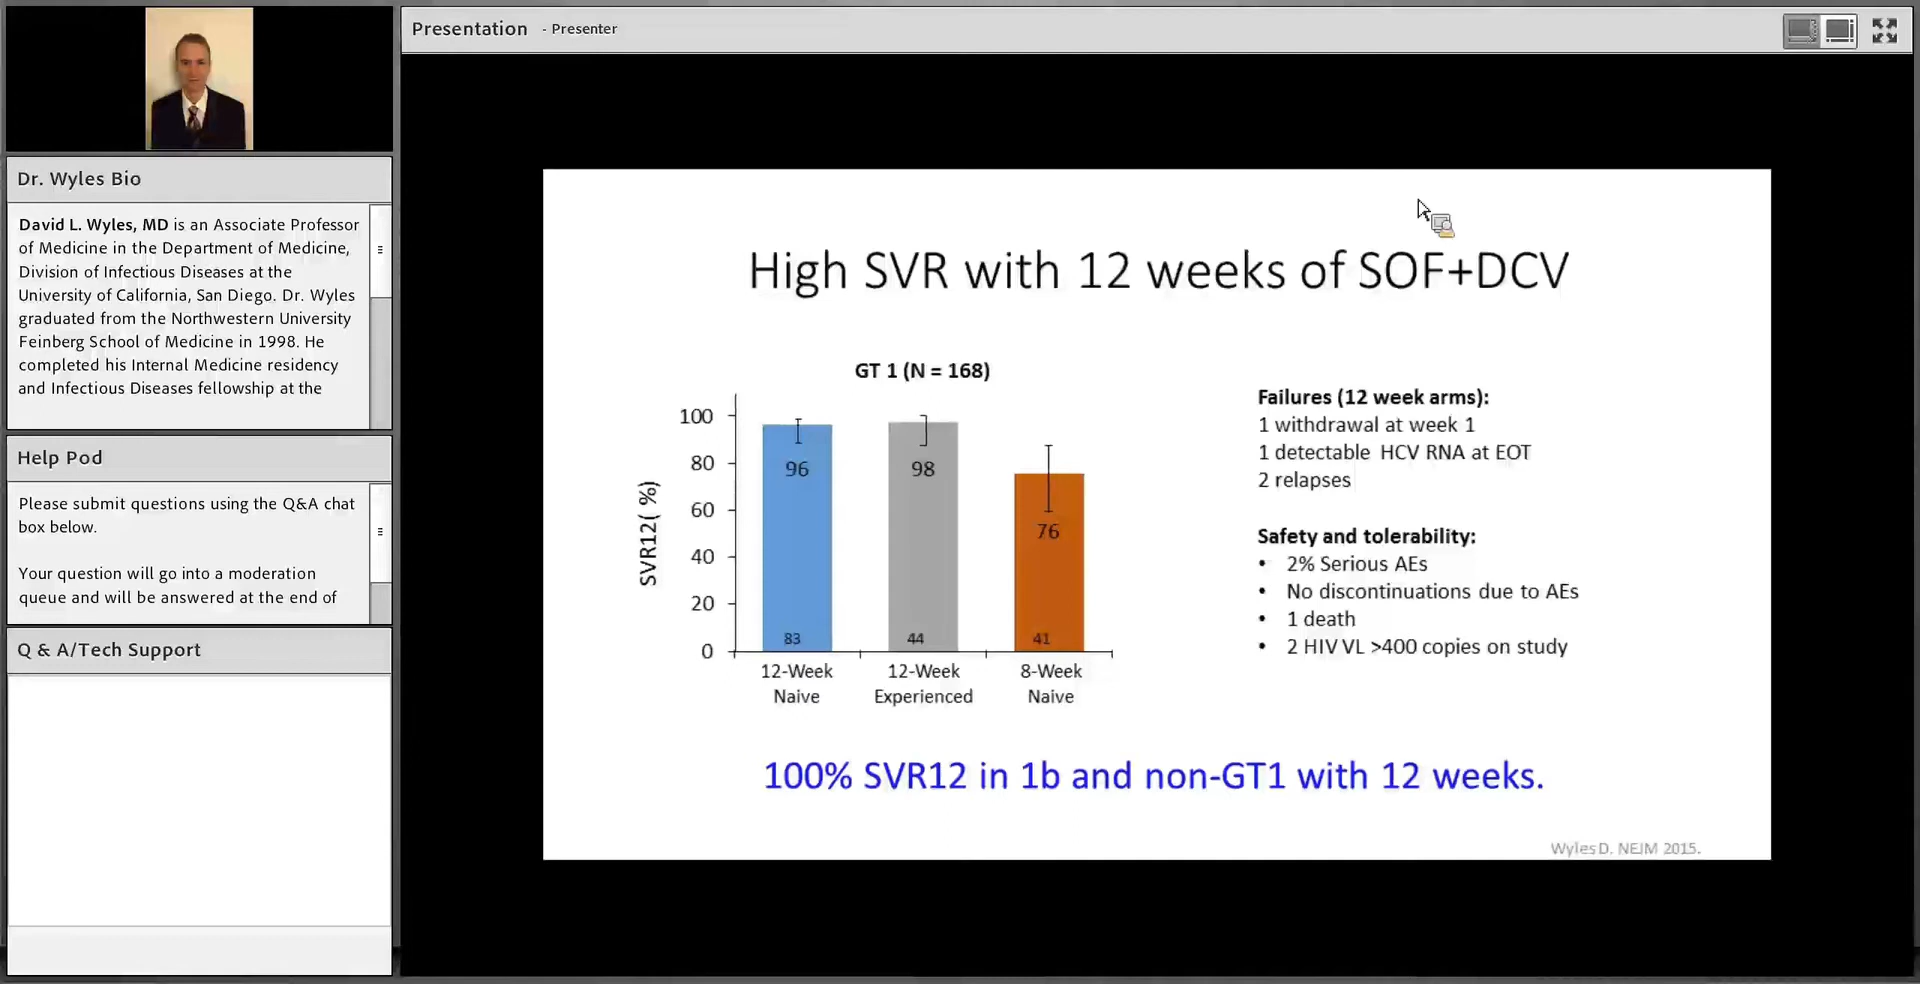 Dr. Wyles Bio
David L. Wyles, MD is an Associate Professor
of Medicine in the Department of Medicine,
Division of Infectious Diseases at the
University of California, San Diego. Dr. Wyles
graduated from the Northwestern University
Feinberg School of Medicine in 1998. He
completed his Internal Medicine residency
and Infectious Diseases fellowship at the
Help Pod
Please submit questions using the Q&A chat
box below.
Your question will go into a moderation
queue and will be answered at the end of
Q & A/Tech Support
Presentation - Presenter
High SVR with 12 weeks of SOF+DCV
GT 1 (N = 168)
SVR12( %)
100
80
60
40
20
0
96
98
76
83
44
41
12-Week
Naive
12-Week
Experienced
8-Week
Naive
Failures (12 week arms):
1 withdrawal at week 1
1 detectable HCV RNA at EOT
2 relapses
Safety and tolerability:
• 2% Serious AEs
• No discontinuations due to AEs
• 1 death
• 2 HIV VL >400 copies on study
100% SVR12 in 1b and non-GT1 with 12 weeks.
Wyles D. NEJM 2015.